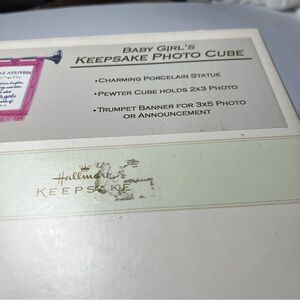 BABY GIRL'S
KEEPSAKE PHOTO CUBE
• CHARMING PORCELAIN STATUE
• PEWTER CUBE HOLDS 2X3 PHOTO
• TRUMPET BANNER FOR 3X5 PHOTO
OR ANNOUNCEMENT
ARRIVED
Hallmark
KEEPSAKE